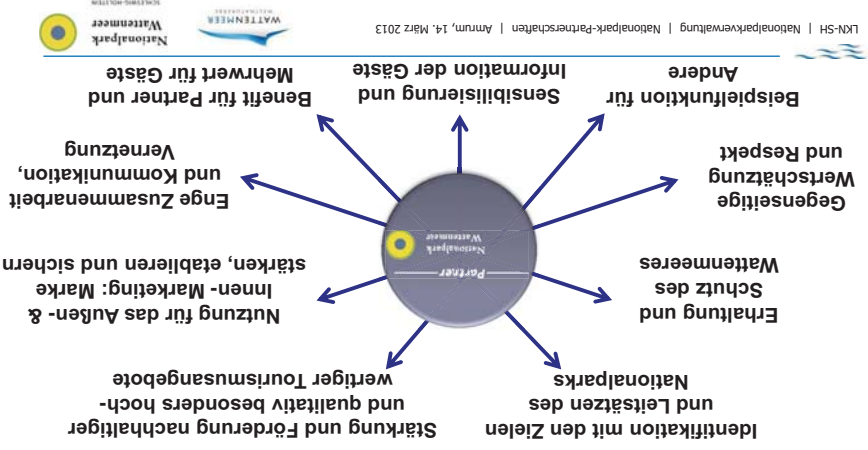 Identifikation mit den Zielen
und Leitsätzen des
Nationalparks
Stärkung und Förderung nachhaltiger
und qualitativ besonders hoch-
wertiger Tourismusangebote
Erhaltung und
Schutz des
Wattenmeeres
Nutzung für das Außen- &
Innen- Marketing: Marke
stärken, etablieren und sichern
Partner
Nationalpark
Wattenmeer
Gegenseitige
Wertschätzung
und Respekt
Enge Zusammenarbeit
und Kommunikation,
Vernetzung
Beispielfunktion für
Andere
Sensibilisierung und
Information der Gäste
Benefit für Partner und
Mehrwert für Gäste
LKN-SH | Nationalparkverwaltung | Nationalpark-Partnerschaften | Amrum, 14. März 2013
WATTENMEER
WELTNATURERBE
Nationalpark
Wattenmeer
SCHLESWIG-HOLSTEIN